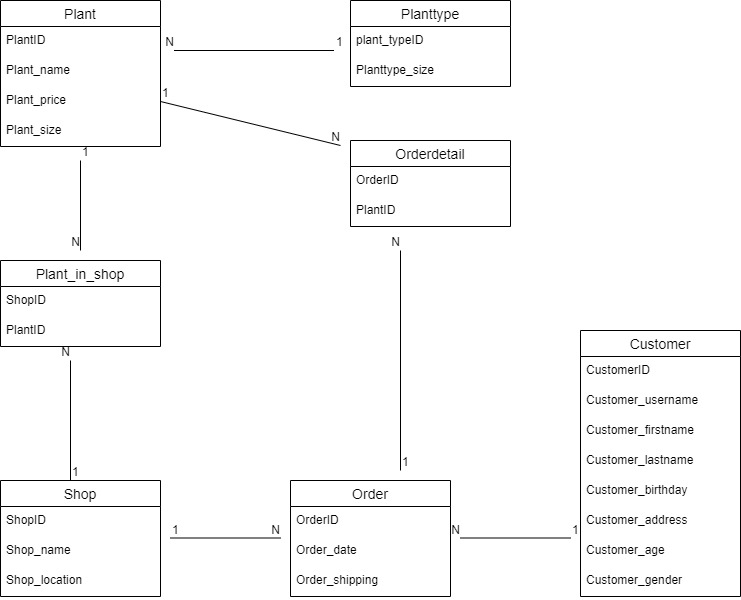 Plant
PlantID
Plant_name
Plant_price
Plant_size
N
1
Planttype
plant_typeID
Planttype_size
1
N
Orderdetail
OrderID
PlantID
1
N
Plant_in_shop
ShopID
PlantID
N
1
N
1
Shop
ShopID
Shop_name
Shop_location
1
N
Order
OrderID
Order_date
Order_shipping
N
1
Customer
CustomerID
Customer_username
Customer_firstname
Customer_lastname
Customer_birthday
Customer_address
Customer_age
Customer_gender